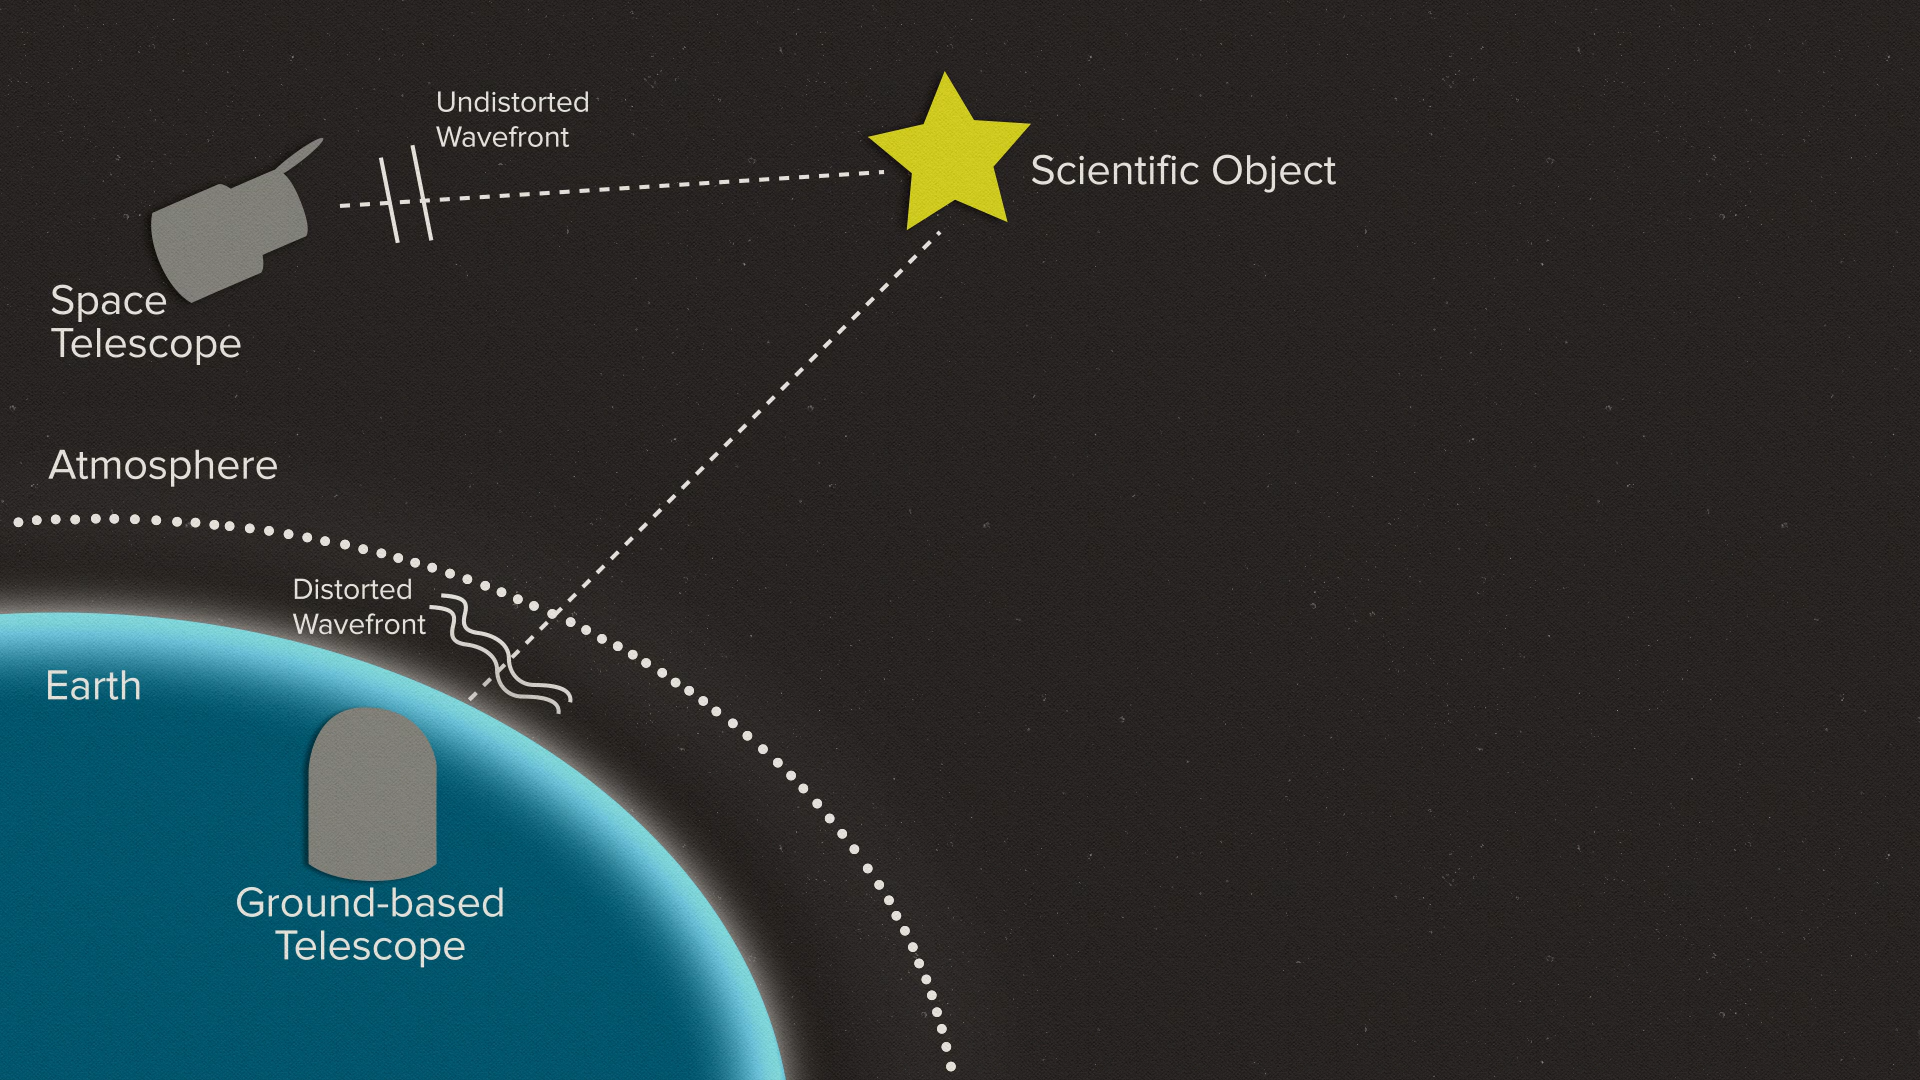 Undistorted
Wavefront
Scientific Object
Space
Telescope
Atmosphere
Distorted
Wavefront
Earth
Ground-based
Telescope